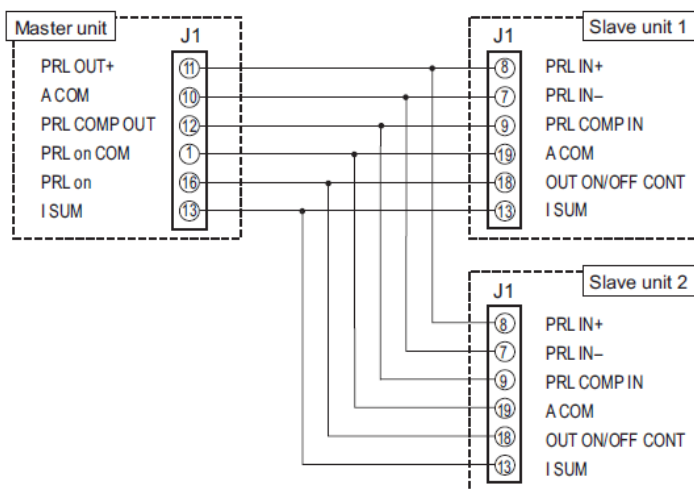 Master unit
J1
PRL OUT+ 11
A COM 10
PRL COMP OUT 12
PRL on COM 1
PRL on 16
I SUM 13
Slave unit 1
J1
8 PRL IN+
7 PRL IN–
9 PRL COMP IN
19 A COM
18 OUT ON/OFF CONT
13 I SUM
Slave unit 2
J1
8 PRL IN+
7 PRL IN–
9 PRL COMP IN
19 A COM
18 OUT ON/OFF CONT
13 I SUM